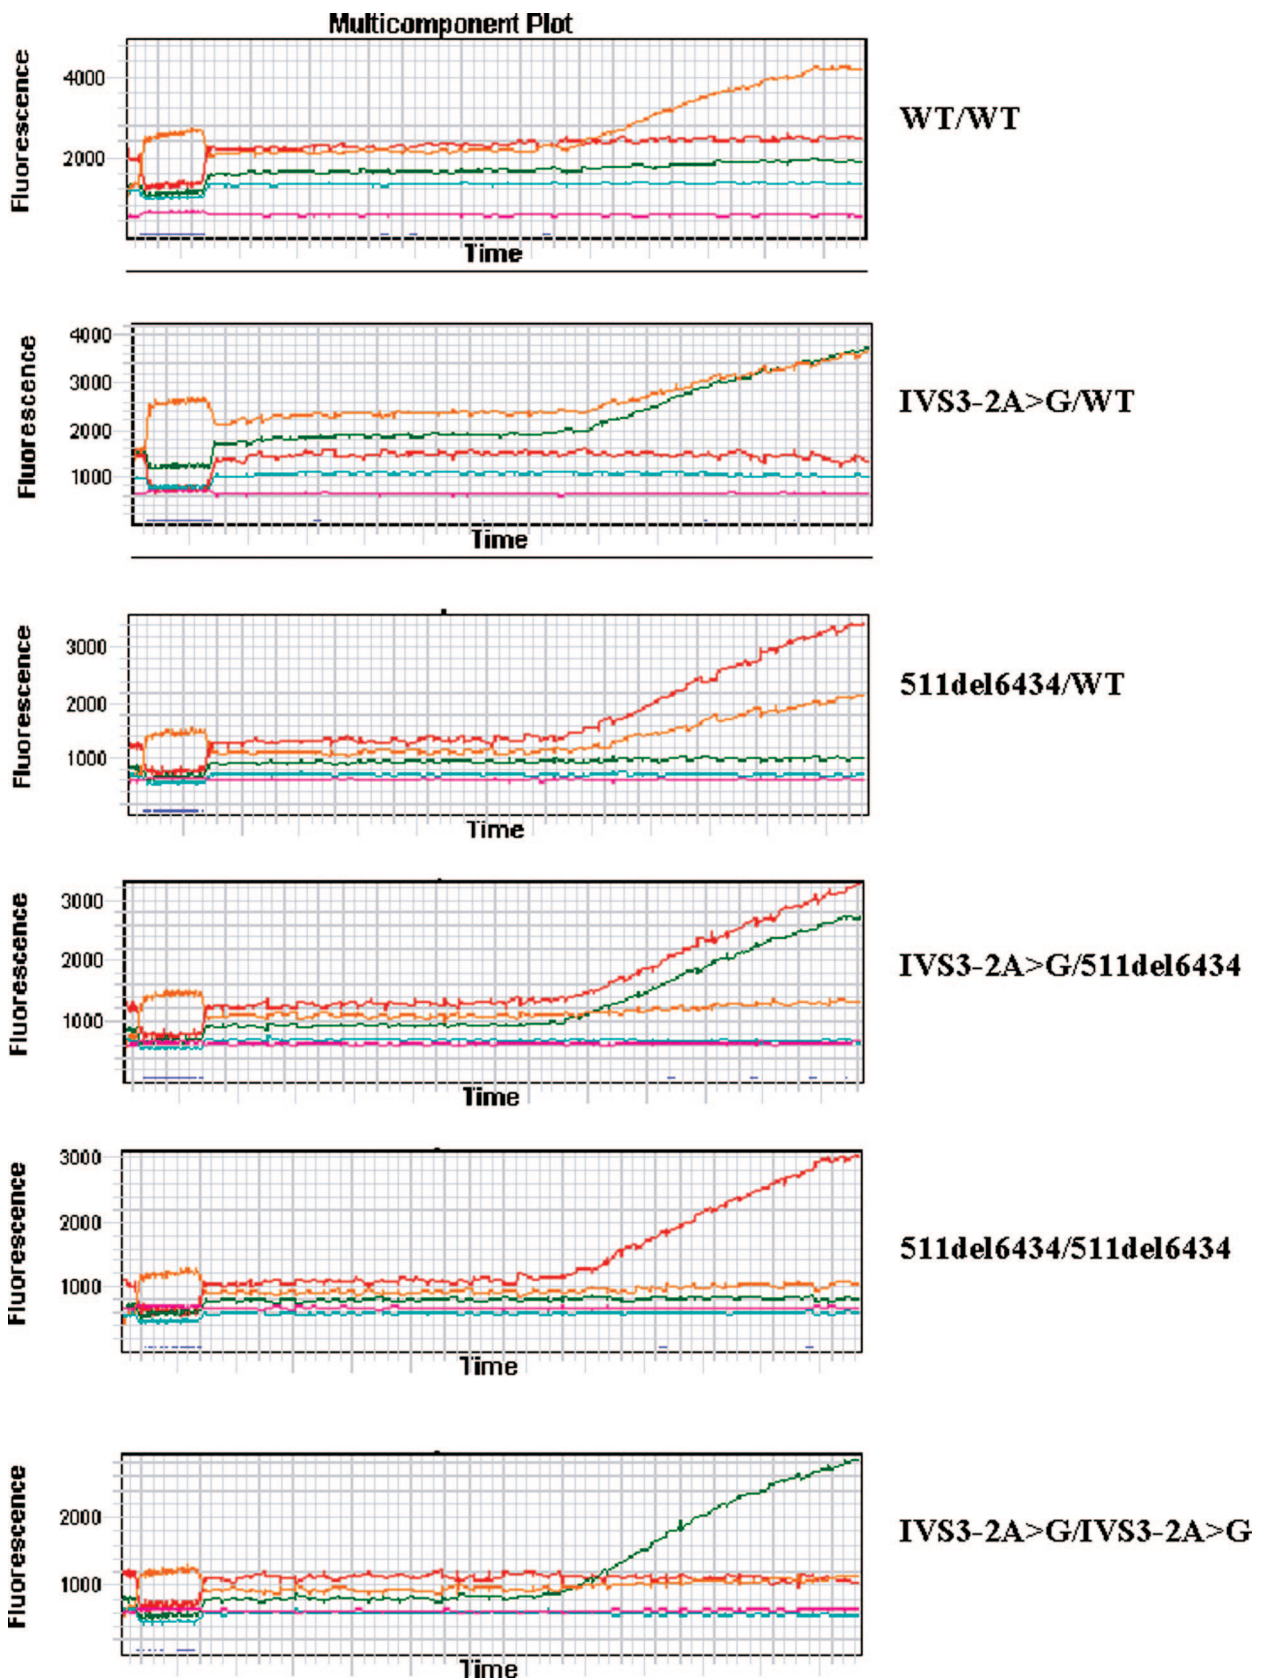 Multicomponent Plot
Fluorescence
4000
2000
Time
WT/WT
Fluorescence
4000
3000
2000
1000
Time
IVS3-2A>G/WT
Fluorescence
3000
2000
1000
Time
511del6434/WT
Fluorescence
3000
2000
1000
Time
IVS3-2A>G/511del6434
Fluorescence
3000
2000
1000
Time
511del6434/511del6434
Fluorescence
2000
1000
Time
IVS3-2A>G/IVS3-2A>G